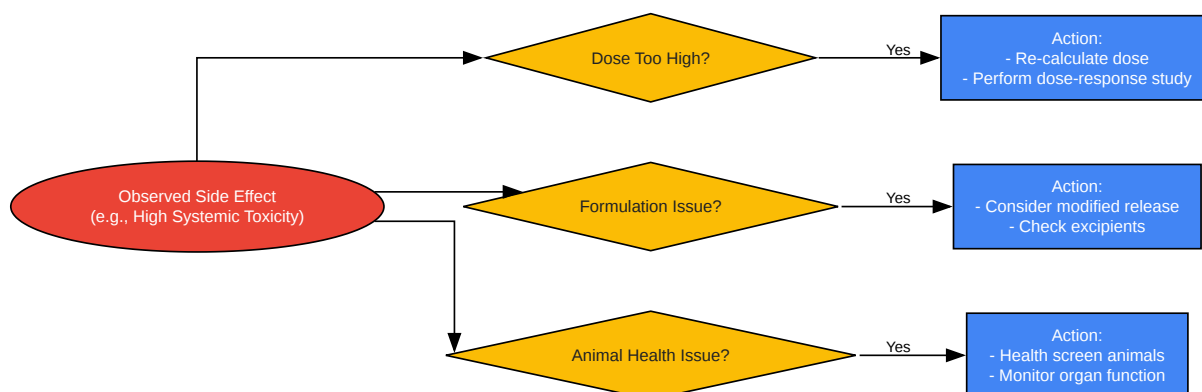 Dose Too High?
Yes
Action:
- Re-calculate dose
- Perform dose-response study
Observed Side Effect
(e.g., High Systemic Toxicity)
Formulation Issue?
Yes
Action:
- Consider modified release
- Check excipients
Animal Health Issue?
Yes
Action:
- Health screen animals
- Monitor organ function